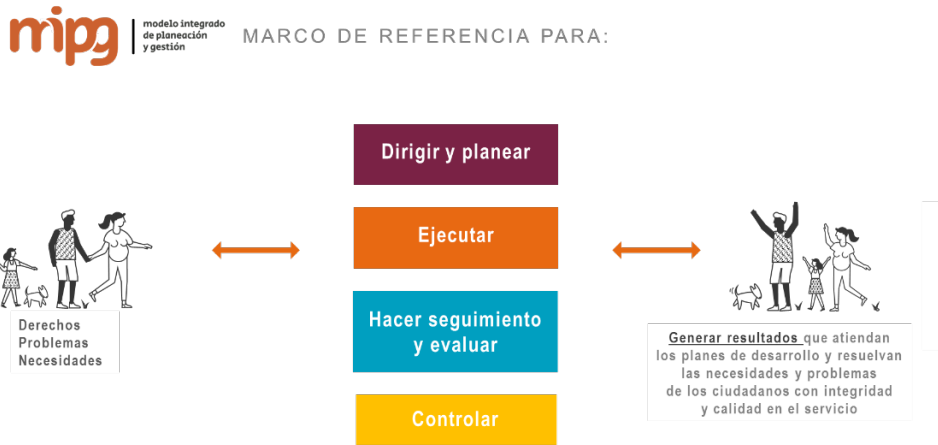 mipg
modelo integrado
de planeación
y gestión
MARCO DE REFERENCIA PARA:
Dirigir y planear
Ejecutar
Hacer seguimiento
y evaluar
Controlar
Derechos
Problemas
Necesidades
Generar resultados que atiendan
los planes de desarrollo y resuelvan
las necesidades y problemas
de los ciudadanos con integridad
y calidad en el servicio